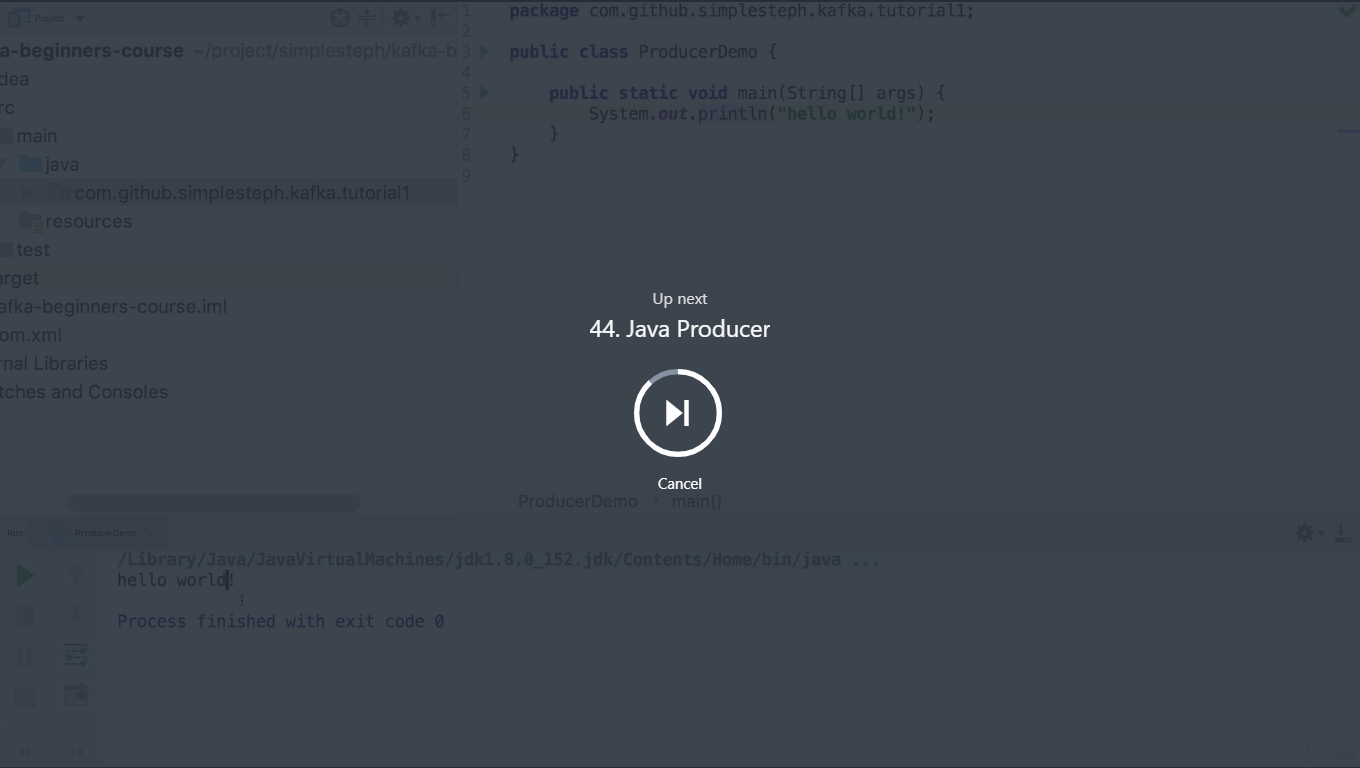 Project
a-beginners-course ~/project/simplesteph/kafka-b
dea
rc
main
java
com.github.simplesteph.kafka.tutorial1
resources
test
arget
afka-beginners-course.iml
om.xml
rnal Libraries
tches and Consoles
1 package com.github.simplesteph.kafka.tutorial1;
2
3 public class ProducerDemo {
4
5 public static void main(String[] args) {
6 System.out.println("hello world!");
7 }
8 }
9
Up next
44. Java Producer
Cancel
ProducerDemo > main()
Run: ProducerDemo
/Library/Java/JavaVirtualMachines/jdk1.8.0_152.jdk/Contents/Home/bin/java ...
hello world!
Process finished with exit code 0